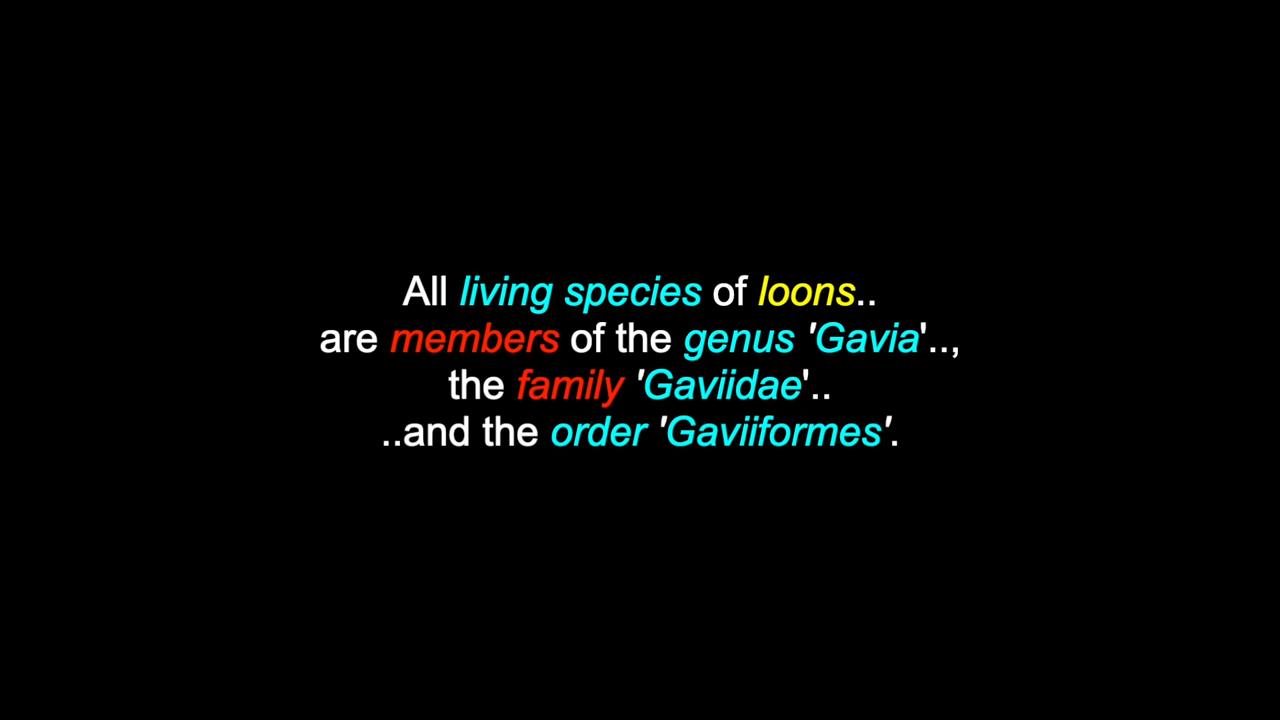 All living species of loons..
are members of the genus 'Gavia'..,
the family 'Gaviidae'..
..and the order 'Gaviiformes'.